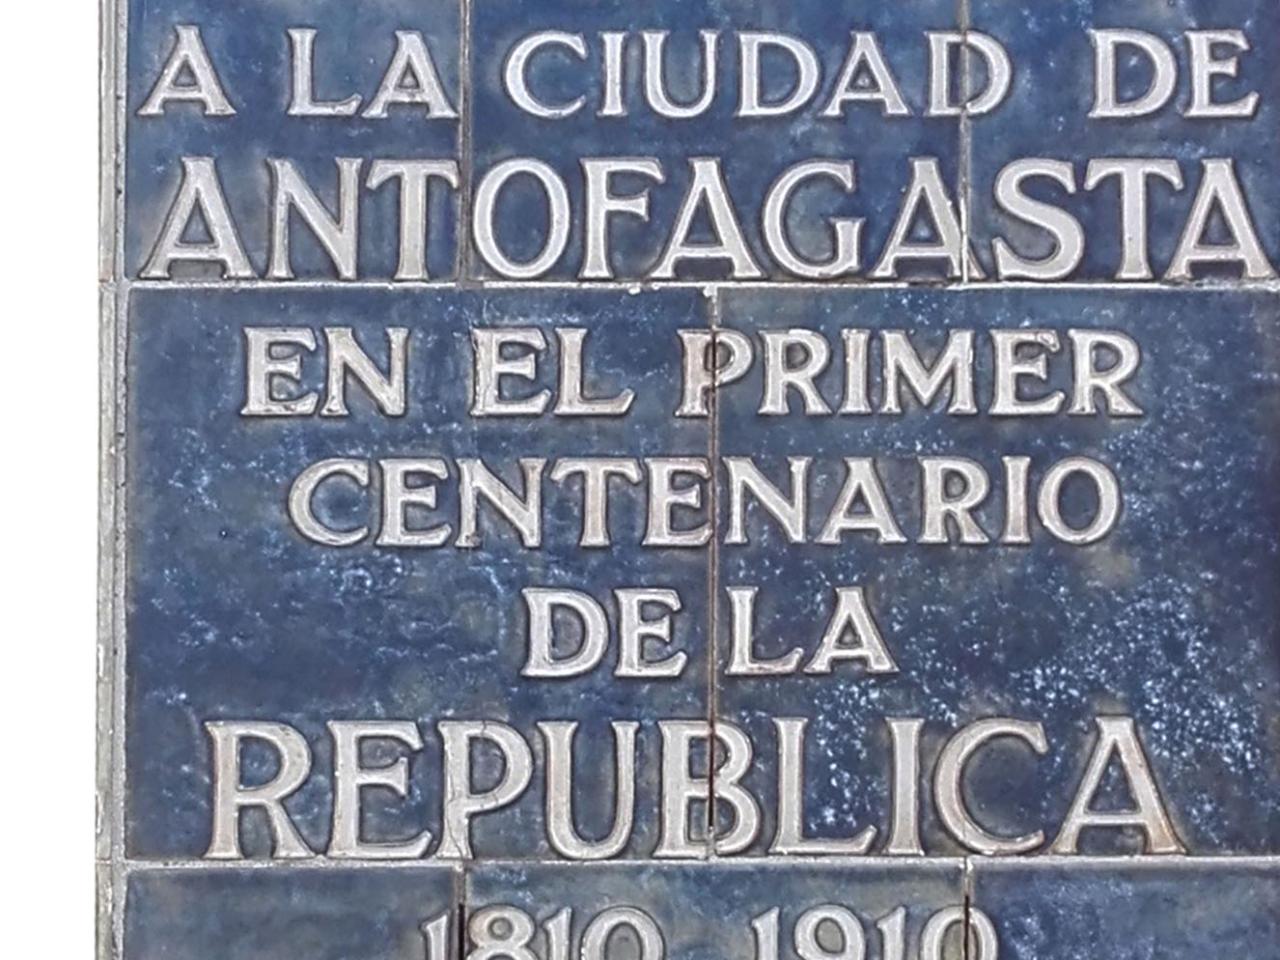 A LA CIUDAD DE
ANTOFAGASTA
EN EL PRIMER
CENTENARIO
DE LA
REPUBLICA
1810 1910